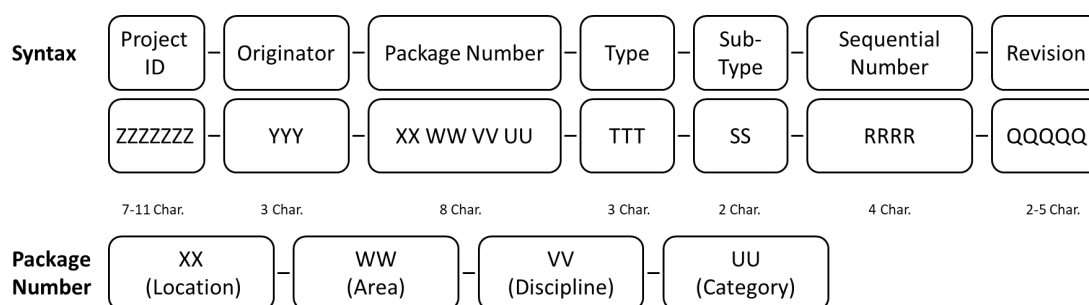 Syntax
Project ID – Originator – Package Number – Type – Sub-Type – Sequential Number – Revision
ZZZZZZZ – YYY – XX WW VV UU – TTT – SS – RRRR – QQQQQ
7-11 Char. 3 Char. 8 Char. 3 Char. 2 Char. 4 Char. 2-5 Char.
Package Number
XX (Location) – WW (Area) – VV (Discipline) – UU (Category)